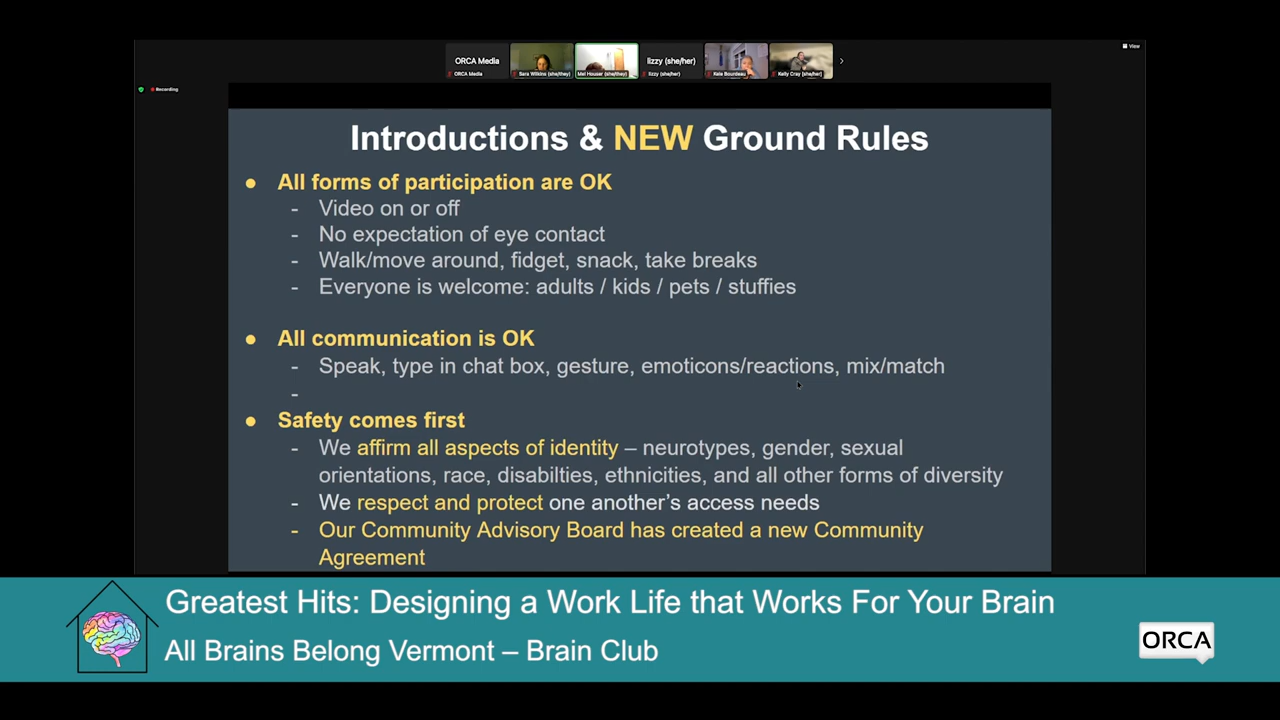 ORCA Media
lizzy (she/her)
ORCA Media
Sara Wilkins (she/they)
Mel Houser (she/they)
lizzy (she/her)
Kate Bourdeau
Kelly Cray (she/her)
View
Recording
Introductions & NEW Ground Rules
● All forms of participation are OK
- Video on or off
- No expectation of eye contact
- Walk/move around, fidget, snack, take breaks
- Everyone is welcome: adults / kids / pets / stuffies
● All communication is OK
- Speak, type in chat box, gesture, emoticons/reactions, mix/match
-
● Safety comes first
- We affirm all aspects of identity – neurotypes, gender, sexual
orientations, race, disabilties, ethnicities, and all other forms of diversity
- We respect and protect one another’s access needs
- Our Community Advisory Board has created a new Community
Agreement
Greatest Hits: Designing a Work Life that Works For Your Brain
All Brains Belong Vermont – Brain Club
ORCA